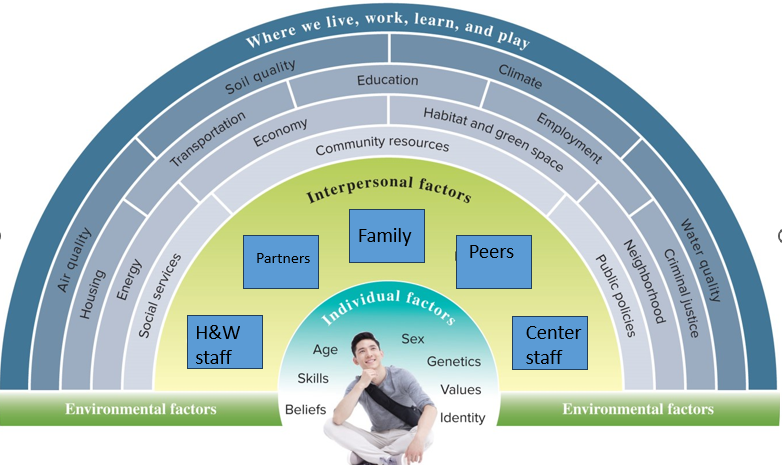 Where we live, work, learn, and play
Soil quality
Climate
Education
Transportation
Employment
Economy
Habitat and green space
Community resources
Air quality
Water quality
Housing
Criminal justice
Energy
Neighborhood
Social services
Public policies
Interpersonal factors
Family
Partners
Peers
H&W
staff
Center
staff
Individual factors
Age
Sex
Genetics
Skills
Values
Beliefs
Identity
Environmental factors
Environmental factors